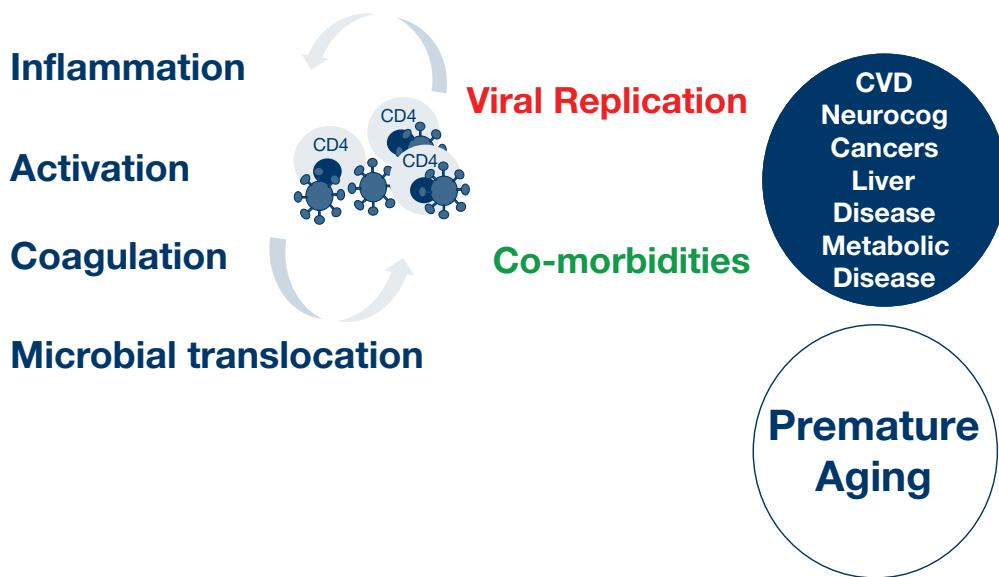 Inflammation
Activation
Coagulation
Microbial translocation
CD4
CD4
CD4
Viral Replication
Co-morbidities
CVD
Neurocog
Cancers
Liver
Disease
Metabolic
Disease
Premature
Aging